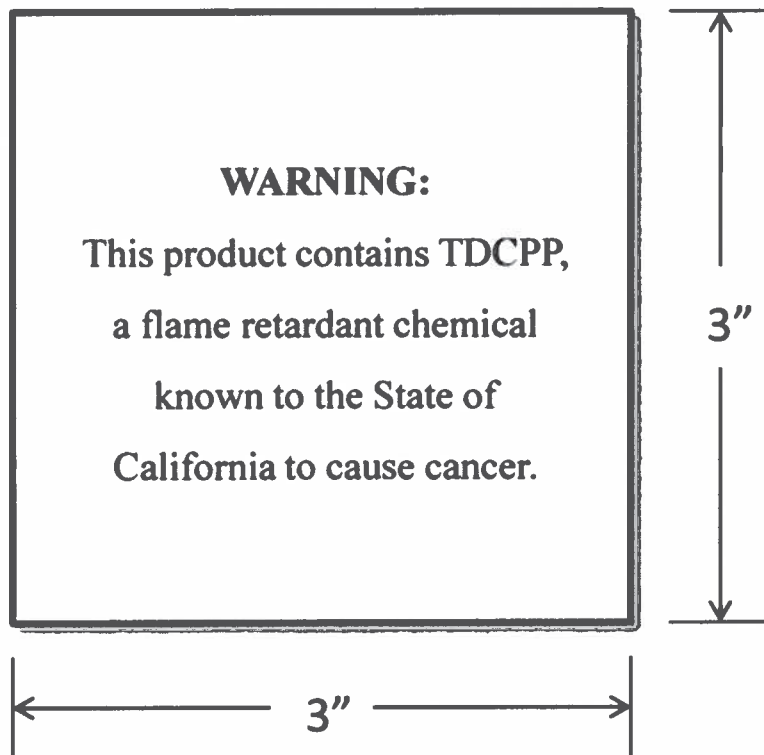 WARNING:
This product contains TDCPP,
a flame retardant chemical
known to the State of
California to cause cancer.
3"
3"